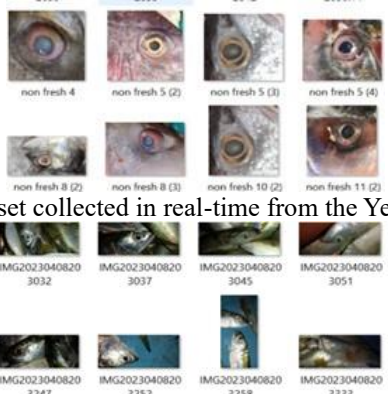 non fresh 4 non fresh 5 (2) non fresh 5 (3) non fresh 5 (4)
non fresh 8 (2) non fresh 8 (3) non fresh 10 (2) non fresh 11 (2)
set collected in real-time from the Ye
IMG2023040820 IMG2023040820 IMG2023040820 IMG2023040820
3032 3037 3045 3051
IMG2023040820 IMG2023040820 IMG2023040820 IMG2023040820